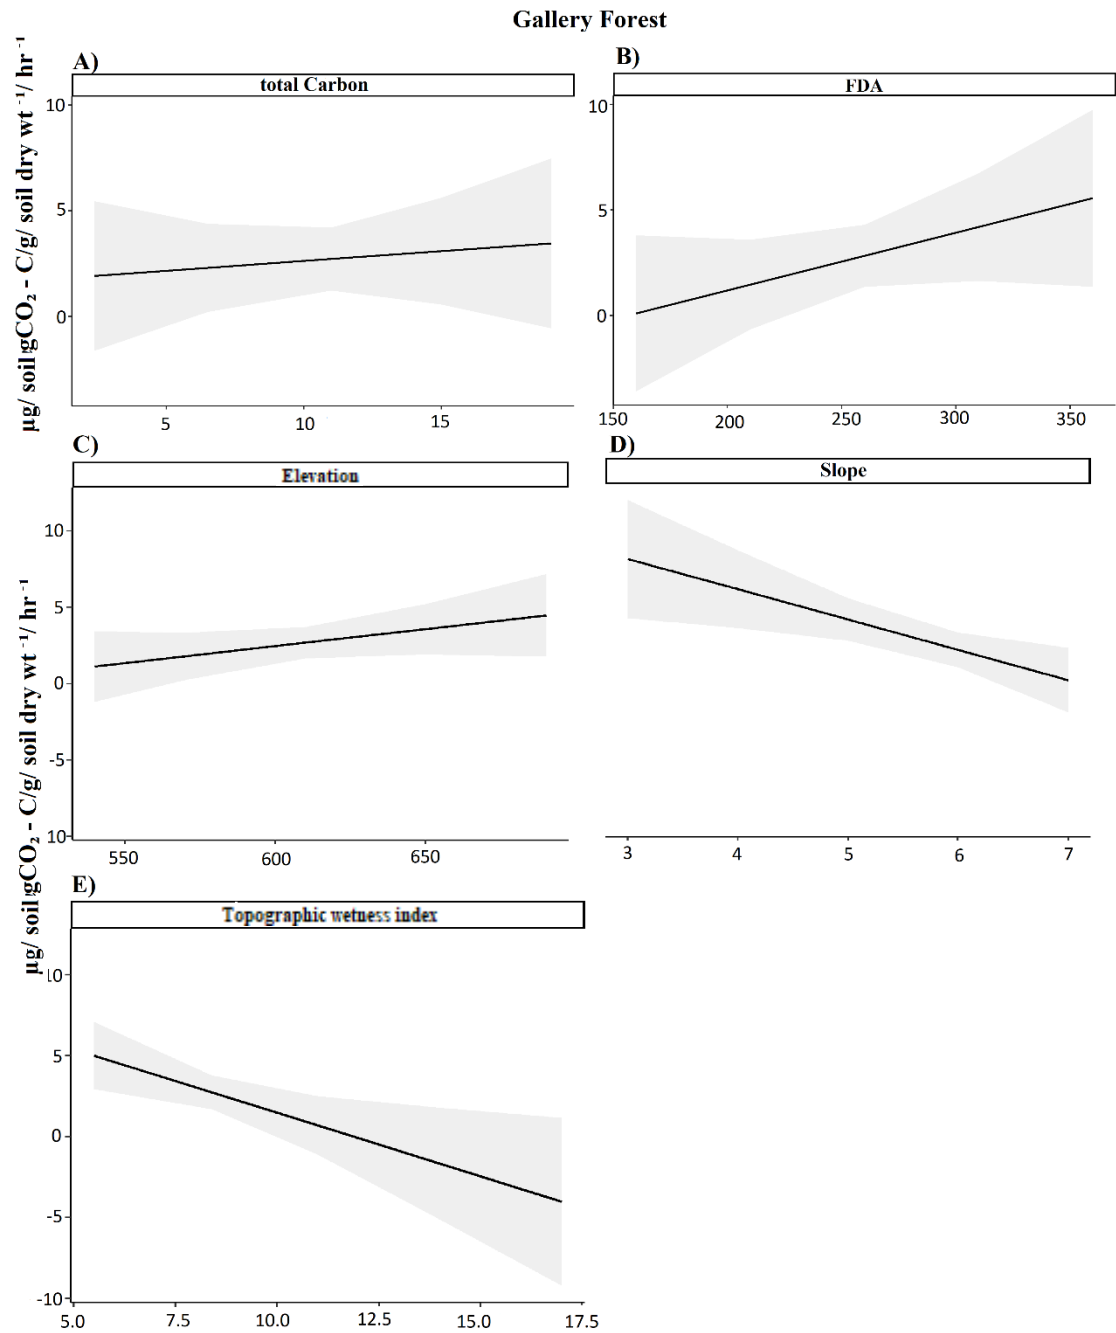 Gallery Forest
A)
total Carbon
B)
FDA
µg/ soil gCO₂ - C/g/ soil dry wt ⁻¹/ hr ⁻¹
10
5
0
5
10
15
10
5
0
150
200
250
300
350
C)
Elevation
D)
Slope
µg/ soil gCO₂ - C/g/ soil dry wt ⁻¹/ hr ⁻¹
10
5
0
-5
10
550
600
650
3
4
5
6
7
E)
Topographic wetness index
10
5
0
-5
-10
5.0
7.5
10.0
12.5
15.0
17.5